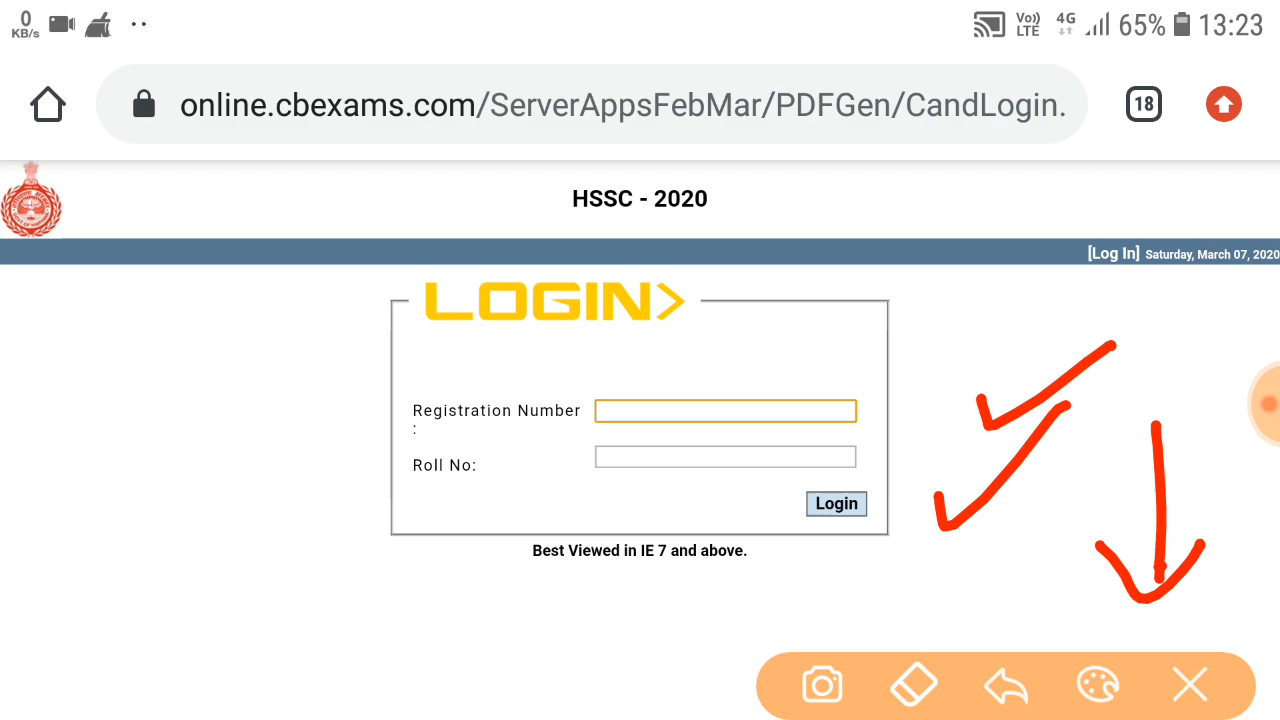 0
KB/s
Vo)) LTE 4G 65% 13:23
online.cbexams.com/ServerAppsFebMar/PDFGen/CandLogin.
18
HSSC - 2020
[Log In] Saturday, March 07, 2020
LOGIN>
Registration Number
:
Roll No:
Login
Best Viewed in IE 7 and above.